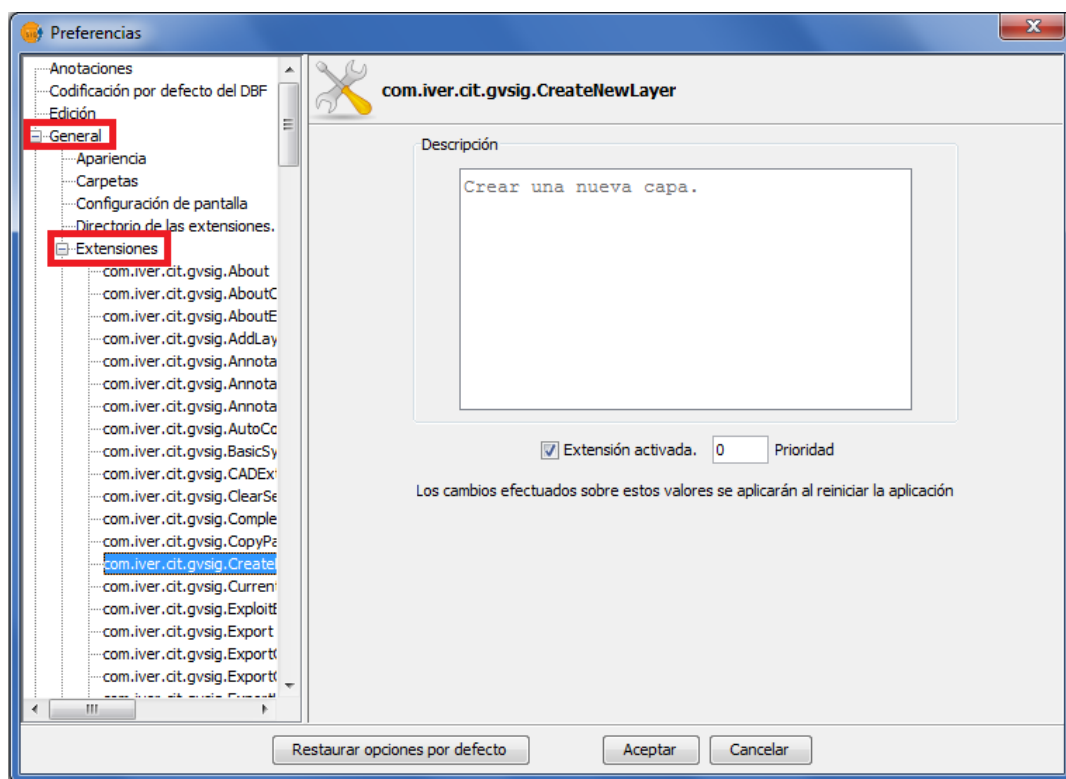 Preferencias
Anotaciones
Codificación por defecto del DBF
Edición
General
Apariencia
Carpetas
Configuración de pantalla
Directorio de las extensiones.
Extensiones
com.iver.cit.gvsig.About
com.iver.cit.gvsig.AboutC
com.iver.cit.gvsig.AboutE
com.iver.cit.gvsig.AddLay
com.iver.cit.gvsig.Annota
com.iver.cit.gvsig.Annota
com.iver.cit.gvsig.Annota
com.iver.cit.gvsig.AutoCo
com.iver.cit.gvsig.BasicSy
com.iver.cit.gvsig.CADEx
com.iver.cit.gvsig.ClearSe
com.iver.cit.gvsig.Comple
com.iver.cit.gvsig.CopyPa
com.iver.cit.gvsig.Create
com.iver.cit.gvsig.Curren
com.iver.cit.gvsig.ExploitE
com.iver.cit.gvsig.Export
com.iver.cit.gvsig.Export
com.iver.cit.gvsig.Export
com.iver.cit.gvsig.CreateNewLayer
Descripción
Crear una nueva capa.
Extensión activada. 0 Prioridad
Los cambios efectuados sobre estos valores se aplicarán al reiniciar la aplicación
Restaurar opciones por defecto Aceptar Cancelar